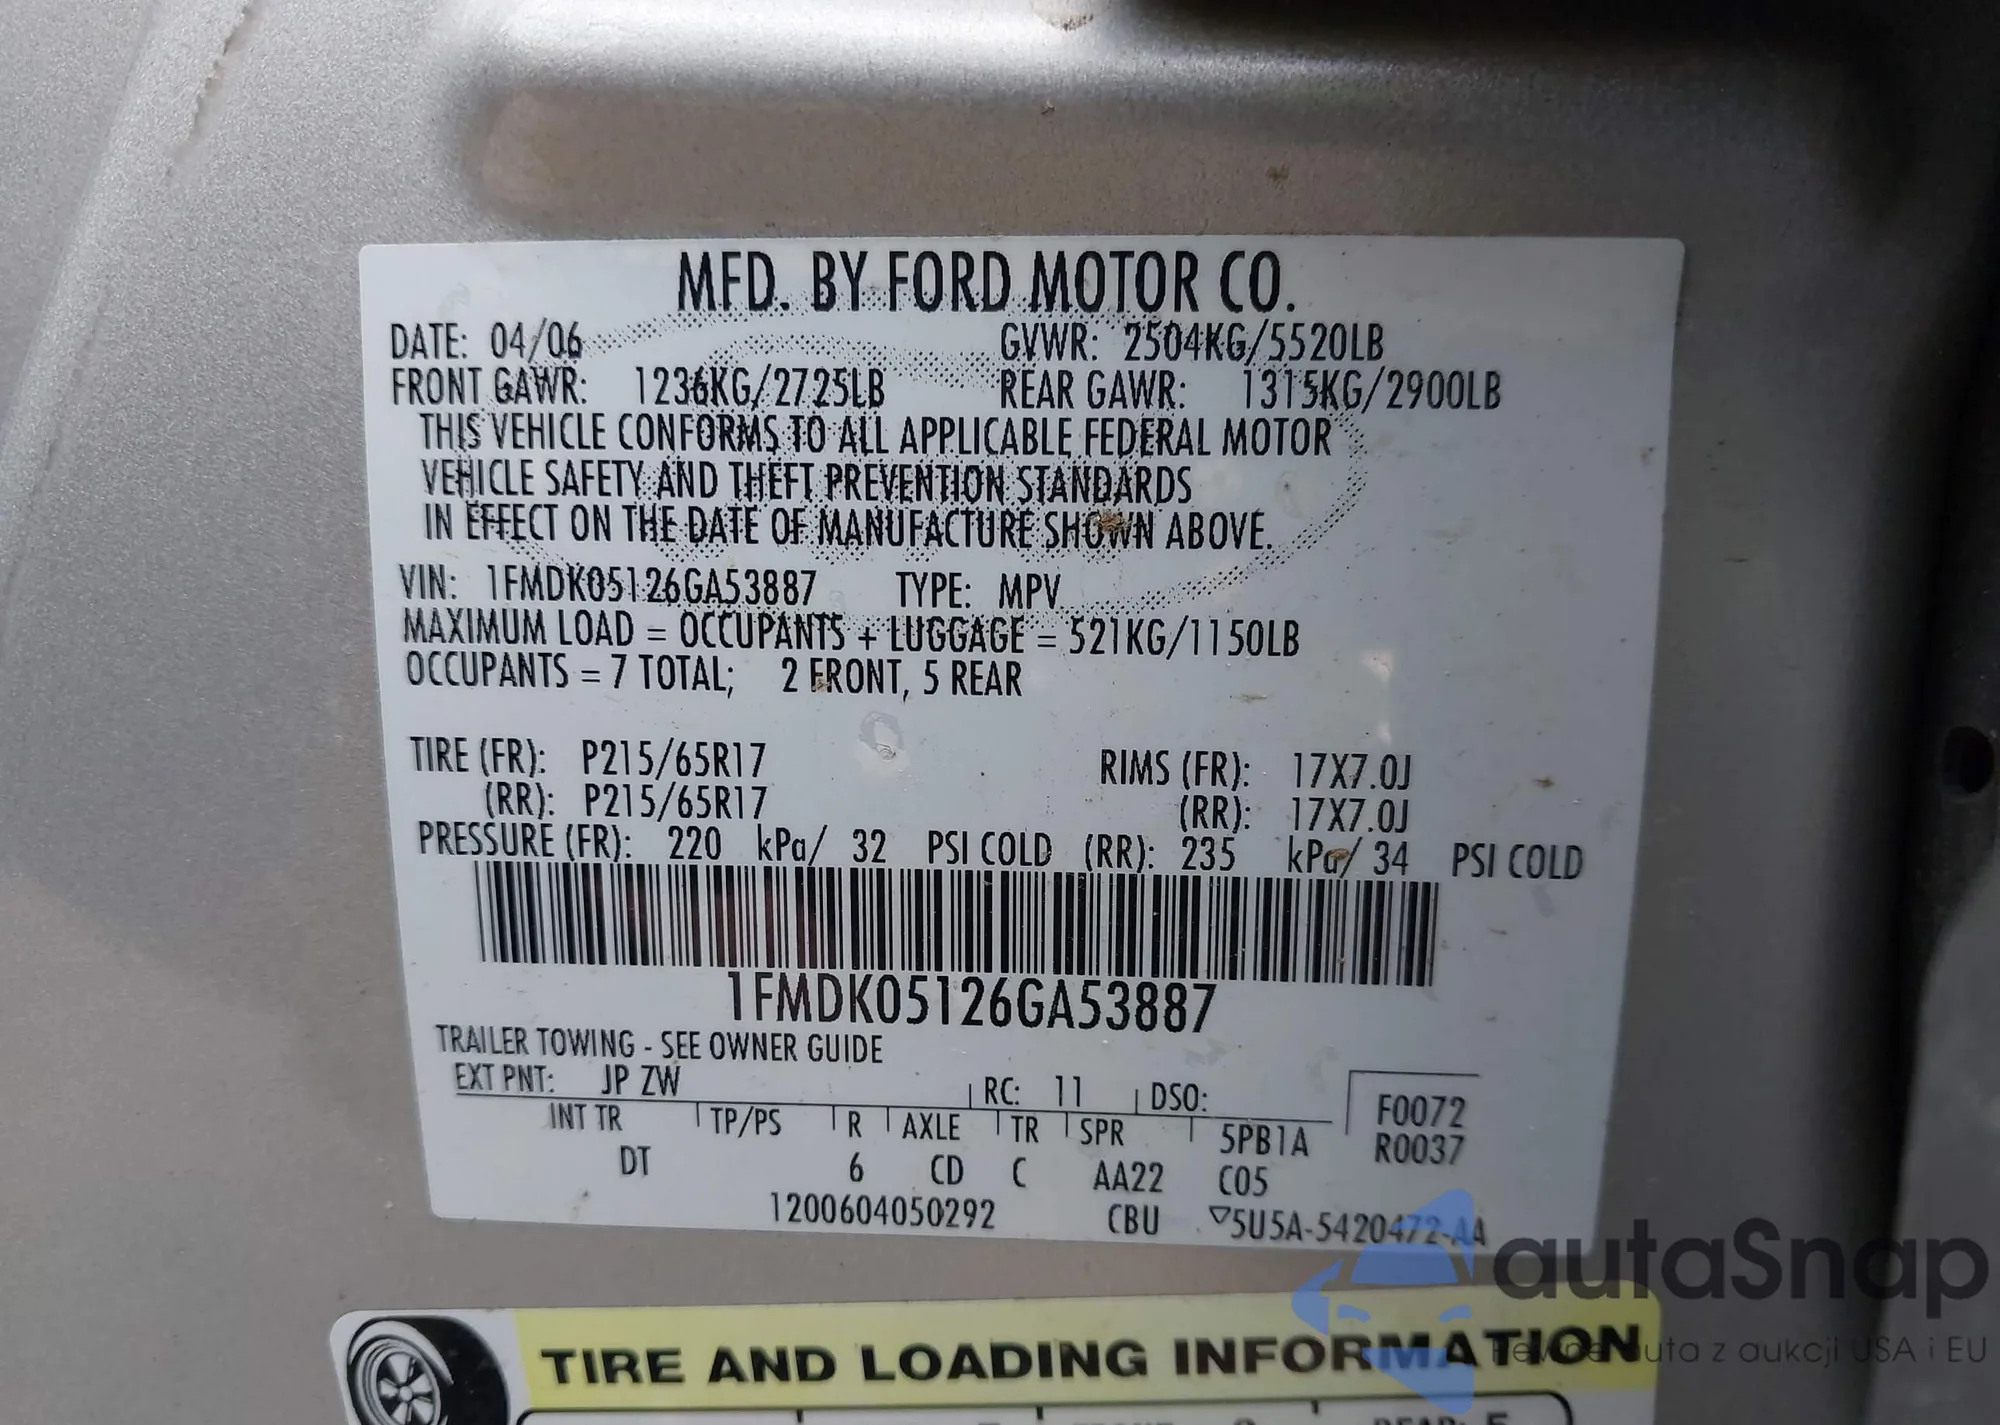 MFD. BY FORD MOTOR CO.
DATE: 04/06 GVWR: 2504KG/5520LB
FRONT GAWR: 1236KG/2725LB REAR GAWR: 1315KG/2900LB
THIS VEHICLE CONFORMS TO ALL APPLICABLE FEDERAL MOTOR
VEHICLE SAFETY AND THEFT PREVENTION STANDARDS
IN EFFECT ON THE DATE OF MANUFACTURE SHOWN ABOVE.
VIN: 1FMDK05126GA53887 TYPE: MPV
MAXIMUM LOAD = OCCUPANTS + LUGGAGE = 521KG/1150LB
OCCUPANTS = 7 TOTAL; 2 FRONT, 5 REAR
TIRE (FR): P215/65R17 RIMS (FR): 17X7.0J
(RR): P215/65R17 (RR): 17X7.0J
PRESSURE (FR): 220 kPa/ 32 PSI COLD (RR): 235 kPa/ 34 PSI COLD
1FMDK05126GA53887
TRAILER TOWING - SEE OWNER GUIDE
EXT PNT: JP ZW RC: 11 DSO: F0072
INT TR TP/PS R AXLE TR SPR 5PB1A R0037
DT 6 CD C AA22 C05
1200604050292 CBU ▽5U5A-5420472-AA
autaSnap
Pewne auta z aukcji USA i EU
TIRE AND LOADING INFORMATION